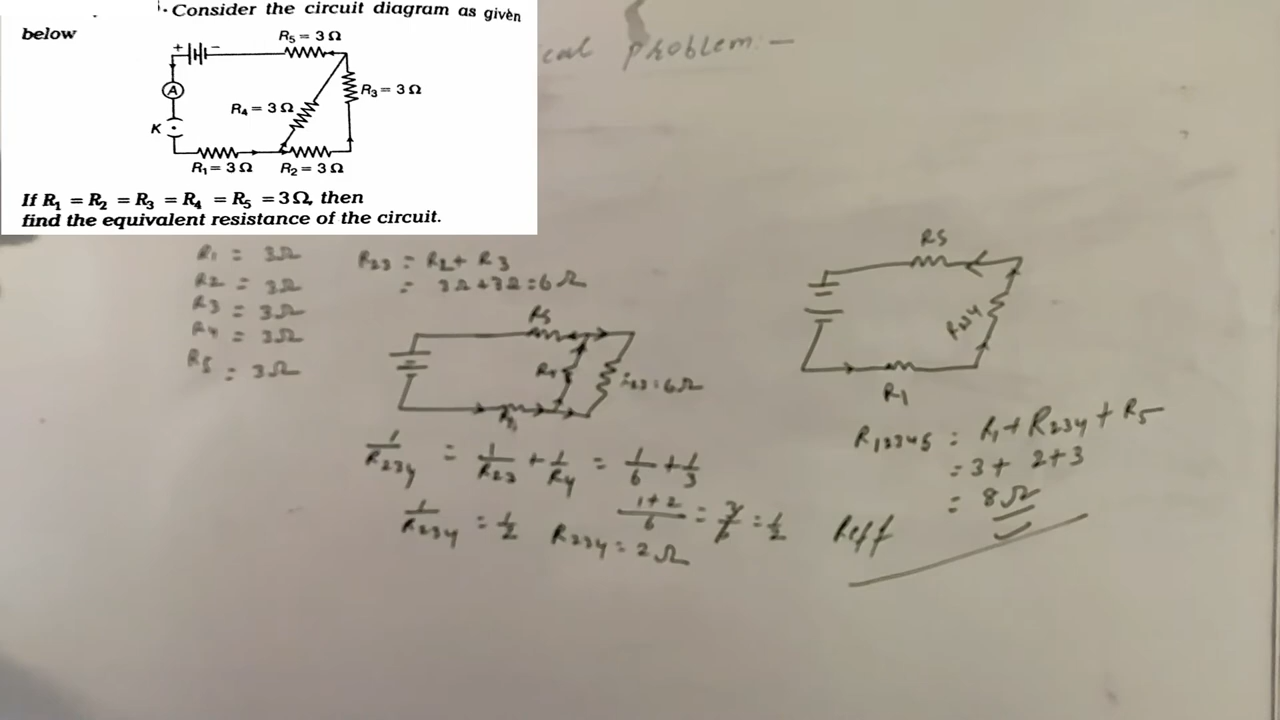 Consider the circuit diagram as given
below
R₅ = 3 Ω
+ −
A
R₃ = 3 Ω
R₄ = 3 Ω
K
R₁ = 3 Ω
R₂ = 3 Ω
If R₁ = R₂ = R₃ = R₄ = R₅ = 3Ω, then
find the equivalent resistance of the circuit.
ical Problem:-
R1 = 3Ω
R2 = 3Ω
R3 = 3Ω
R4 = 3Ω
R5 = 3Ω
R23 = R2 + R3
= 3Ω + 3Ω = 6Ω
R5
R4
R23 = 6Ω
R1
1/R234 = 1/R23 + 1/R4 = 1/6 + 1/3
1+2/6 = 3/6 = 1/2
1/R234 = 1/2 R234 = 2Ω
R5
R234
R1
R12345 = R1 + R234 + R5
= 3 + 2 + 3
= 8Ω
Reff